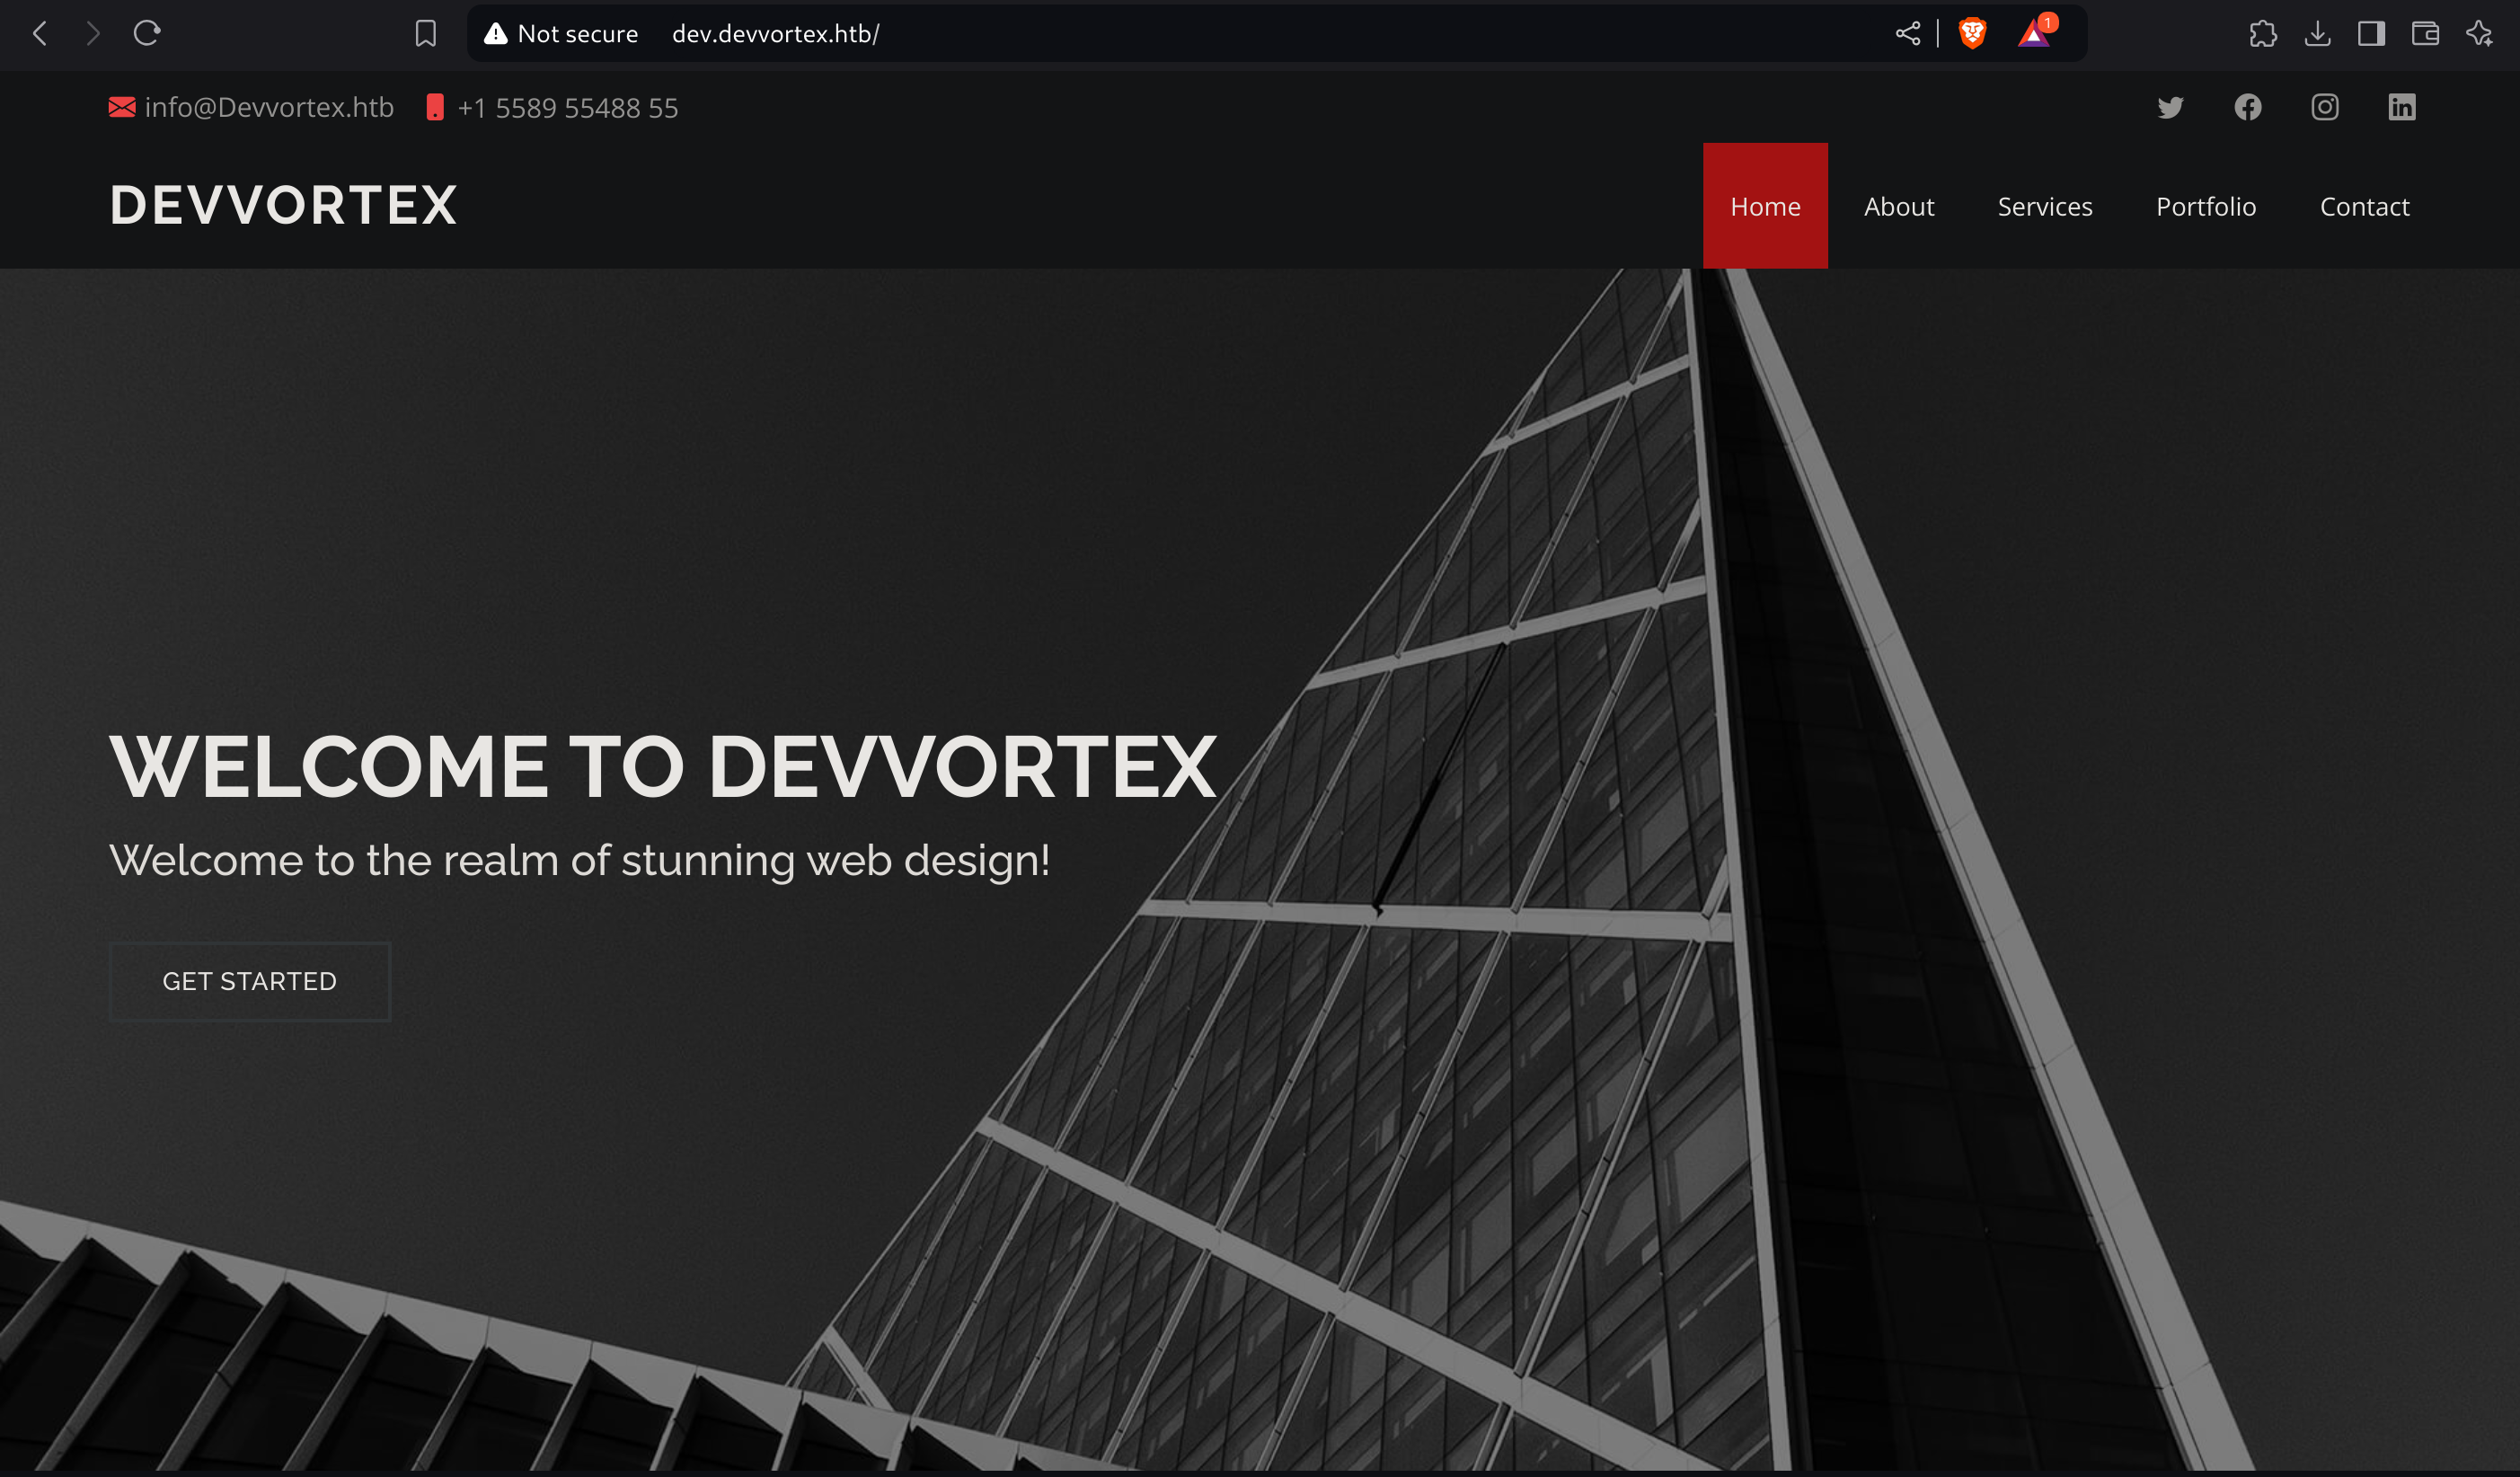 Not secure dev.devvortex.htb/
1
info@Devvortex.htb +1 5589 55488 55
DEVVORTEX
Home About Services Portfolio Contact
WELCOME TO DEVVORTEX
Welcome to the realm of stunning web design!
GET STARTED